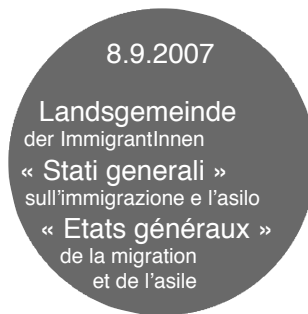 8.9.2007
Landsgemeinde
der ImmigrantInnen
« Stati generali »
sull'immigrazione e l'asilo
« Etats généraux »
de la migration
et de l'asile